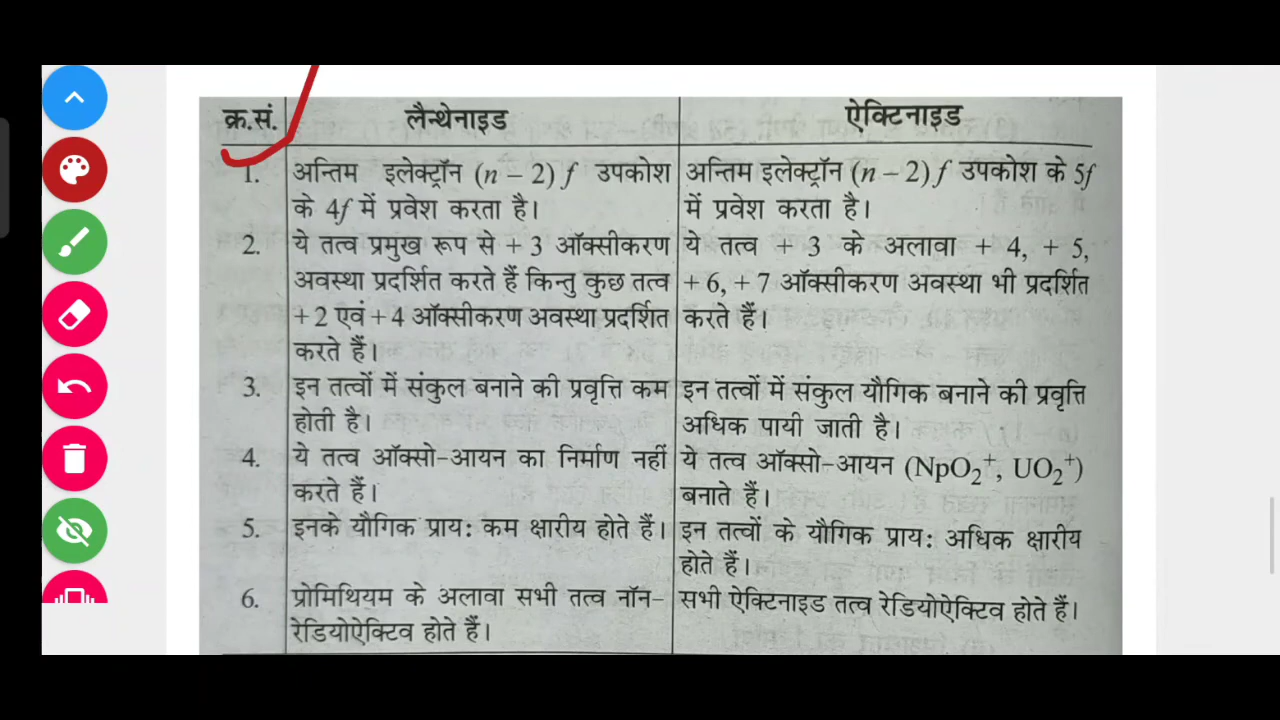 क्र.सं. लैन्थेनाइड ऐक्टिनाइड
1. अन्तिम इलेक्ट्रॉन (n – 2) f उपकोश
के 4f में प्रवेश करता है।
अन्तिम इलेक्ट्रॉन (n – 2) f उपकोश के 5f
में प्रवेश करता है।
2. ये तत्व प्रमुख रूप से + 3 ऑक्सीकरण
अवस्था प्रदर्शित करते हैं किन्तु कुछ तत्व
+ 2 एवं + 4 ऑक्सीकरण अवस्था प्रदर्शित
करते हैं।
ये तत्व + 3 के अलावा + 4, + 5,
+ 6, + 7 ऑक्सीकरण अवस्था भी प्रदर्शित
करते हैं।
3. इन तत्वों में संकुल बनाने की प्रवृत्ति कम
होती है।
इन तत्वों में संकुल यौगिक बनाने की प्रवृत्ति
अधिक पायी जाती है।
4. ये तत्व ऑक्सो-आयन का निर्माण नहीं
करते हैं।
ये तत्व ऑक्सो-आयन (NpO₂⁺, UO₂⁺)
बनाते हैं।
5. इनके यौगिक प्राय: कम क्षारीय होते हैं।
इन तत्वों के यौगिक प्राय: अधिक क्षारीय
होते हैं।
6. प्रोमिथियम के अलावा सभी तत्व नॉन-
रेडियोऐक्टिव होते हैं।
सभी ऐक्टिनाइड तत्व रेडियोऐक्टिव होते हैं।